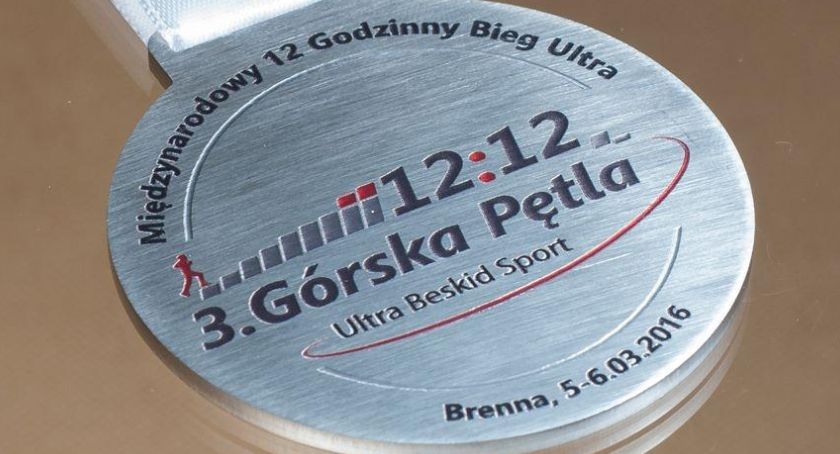 Międzynarodowy 12 Godzinny Bieg Ultra
12:12
3.Górska Pętla
Ultra Beskid Sport
Brenna, 5-6.03.2016